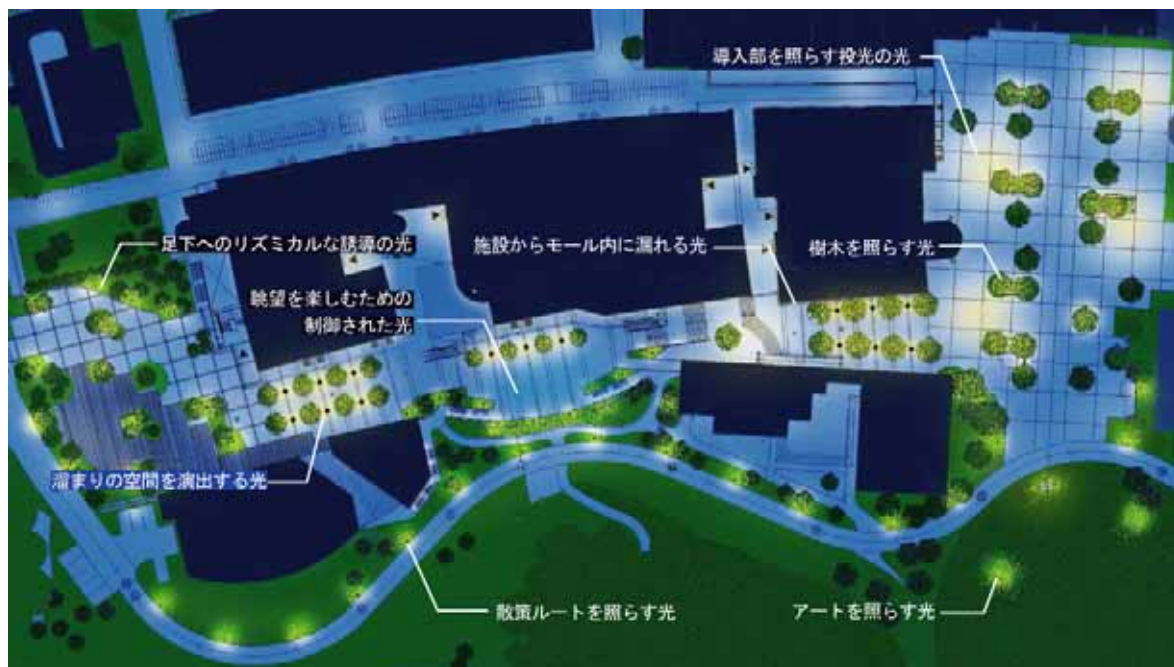 導入部を照らす投光の光
足下へのリズミカルな誘導の光
施設からモール内に漏れる光
樹木を照らす光
眺望を楽しむための
制御された光
溜まりの空間を演出する光
散策ルートを照らす光
アートを照らす光